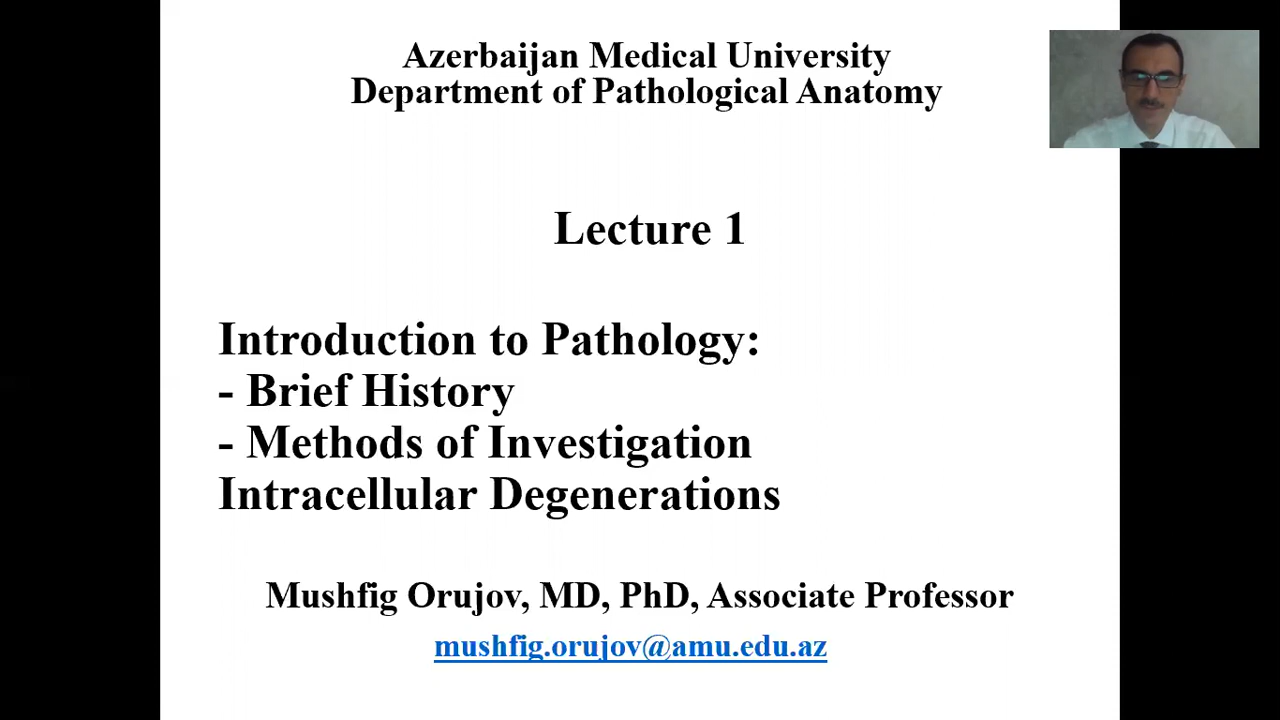 Azerbaijan Medical University
Department of Pathological Anatomy
Lecture 1
Introduction to Pathology:
- Brief History
- Methods of Investigation
Intracellular Degenerations
Mushfig Orujov, MD, PhD, Associate Professor
mushfig.orujov@amu.edu.az